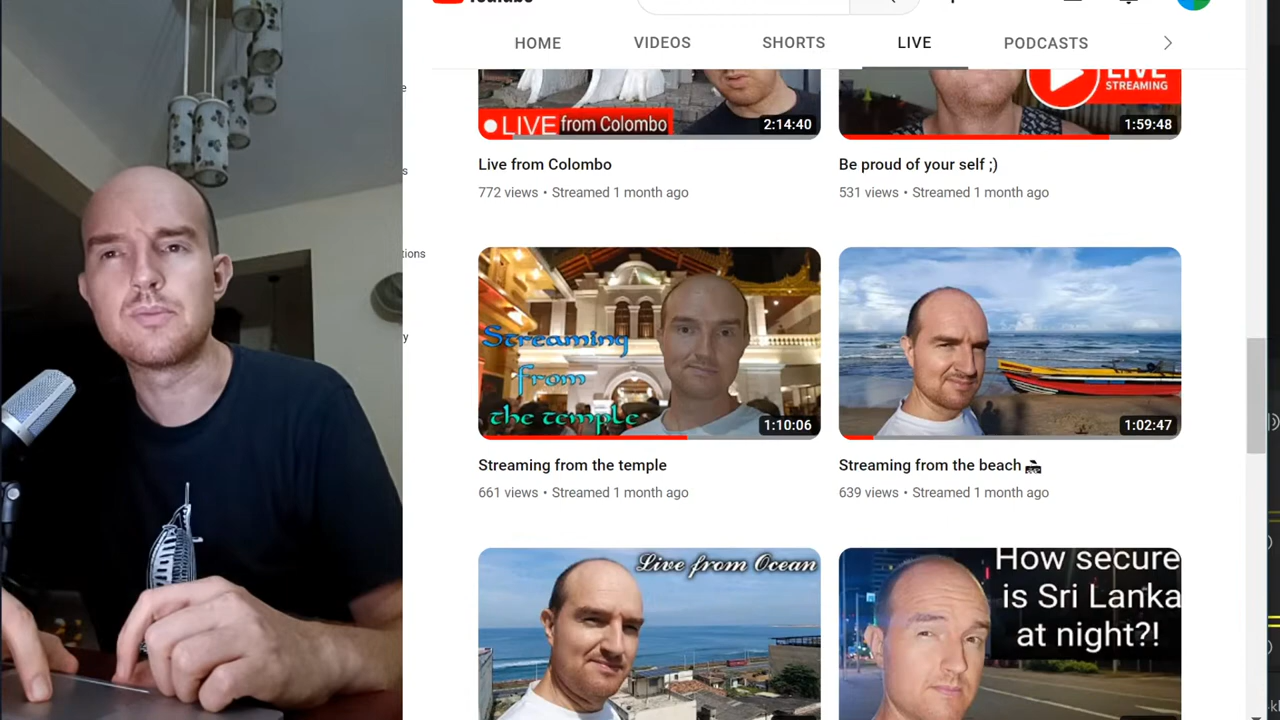 HOME
VIDEOS
SHORTS
LIVE
PODCASTS
LIVE from Colombo
2:14:40
LIVE
STREAMING
1:59:48
Live from Colombo
772 views • Streamed 1 month ago
Be proud of your self ;)
531 views • Streamed 1 month ago
Streaming
from
the temple
1:10:06
1:02:47
Streaming from the temple
661 views • Streamed 1 month ago
Streaming from the beach
639 views • Streamed 1 month ago
Live from Ocean
How secure
is Sri Lanka
at night?!